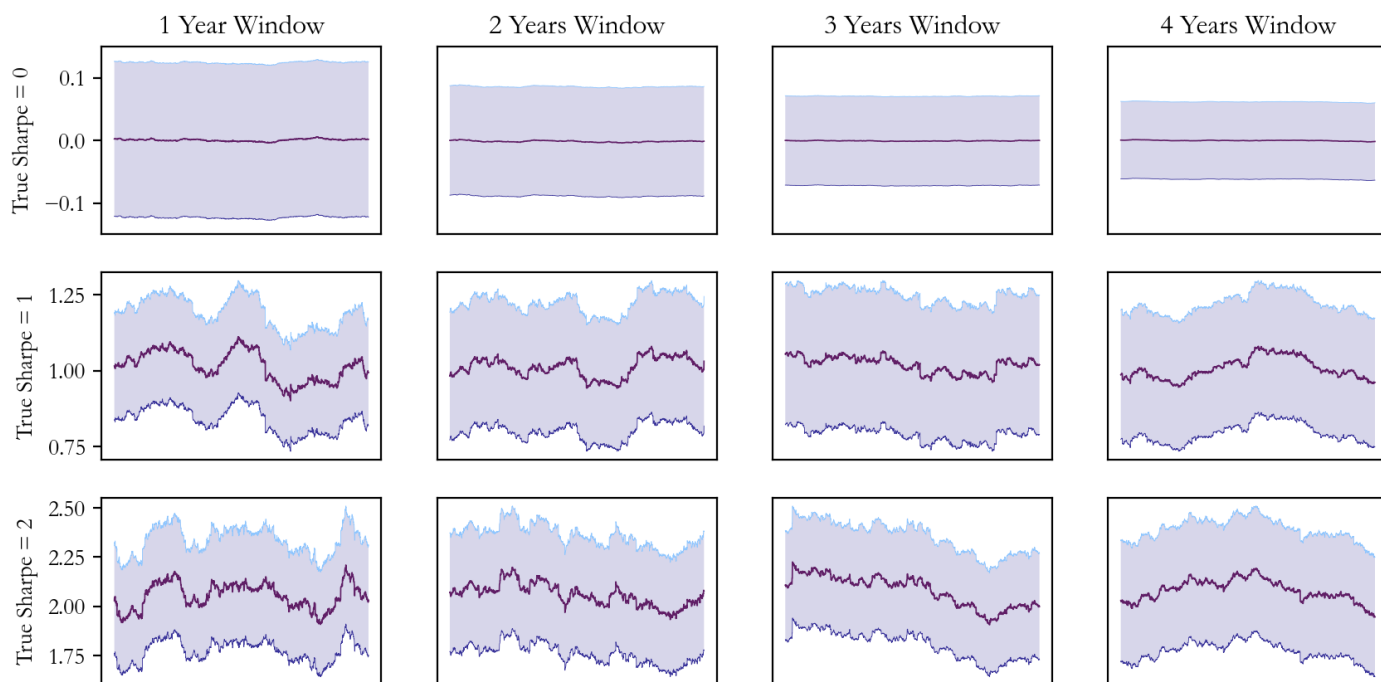 1 Year Window
2 Years Window
3 Years Window
4 Years Window
True Sharpe = 0
0.1
0.0
−0.1
True Sharpe = 1
1.25
1.00
0.75
True Sharpe = 2
2.50
2.25
2.00
1.75